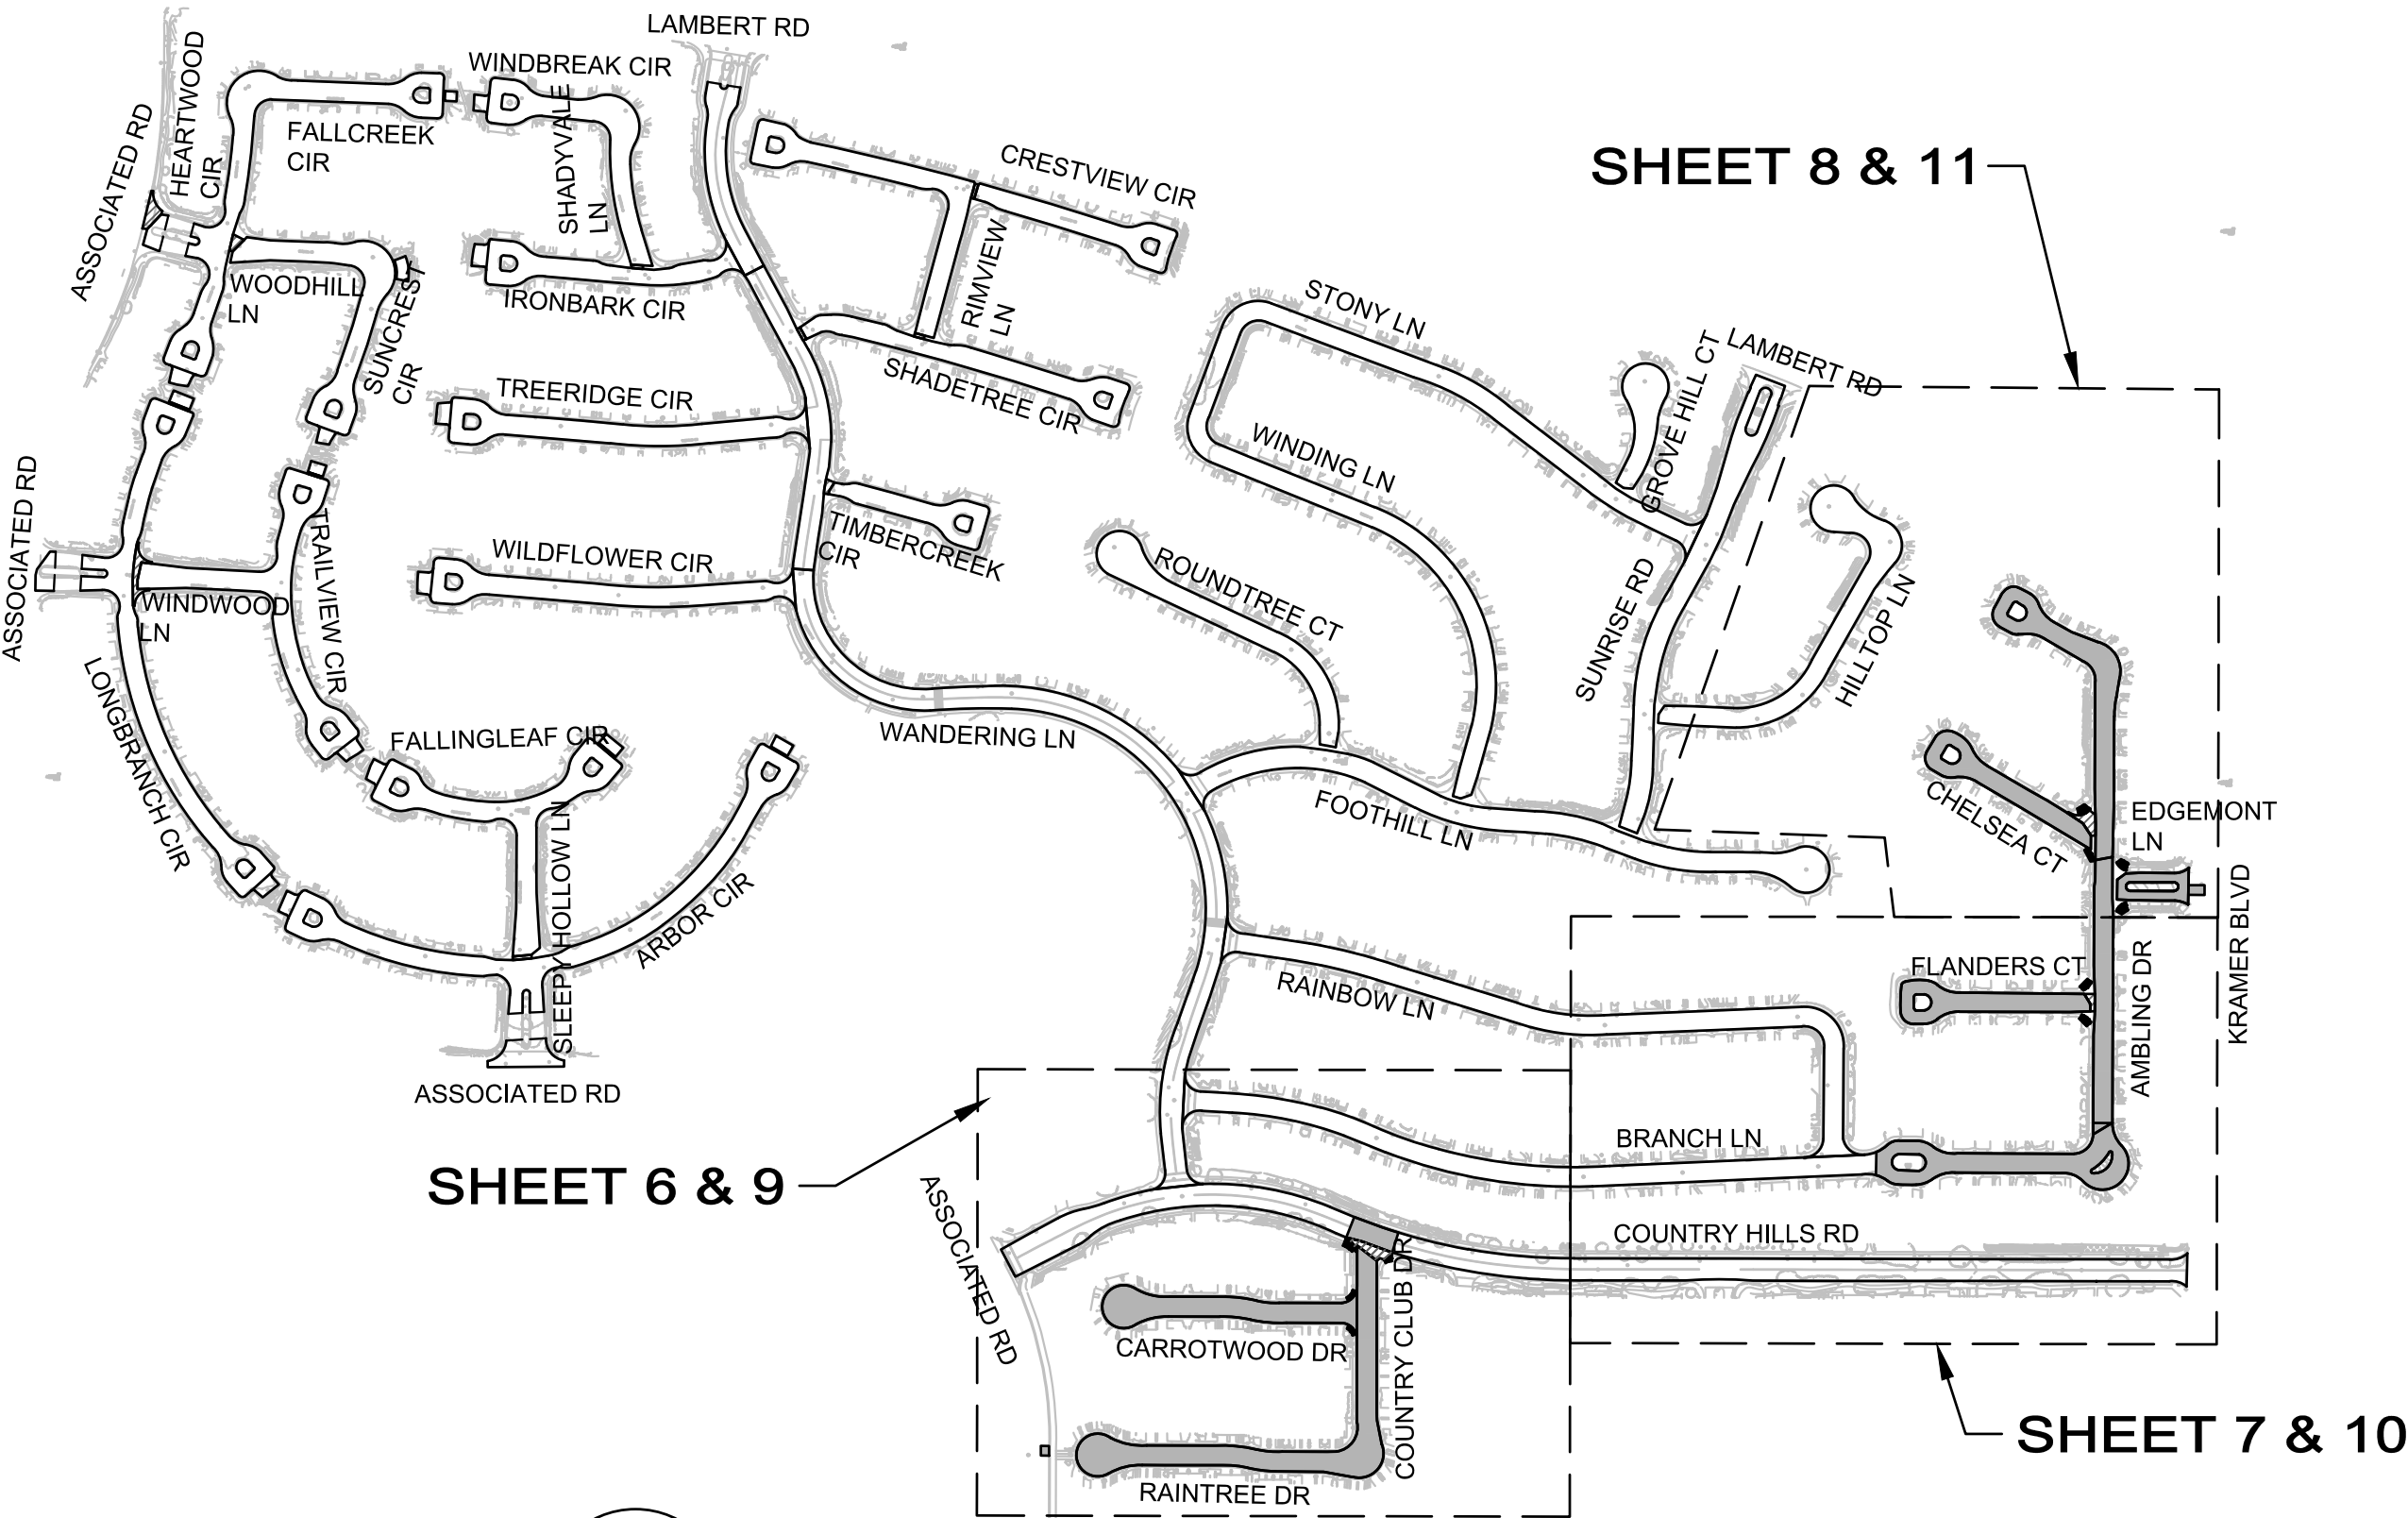 LAMBERT RD
WINDBREAK CIR
HEARTWOOD
CIR
ASSOCIATED RD
FALLCREEK
CIR
SHADYVALE
LN
CRESTVIEW CIR
SHEET 8 & 11
RIMVIEW
LN
WOODHILL
LN
SUNCREST
CIR
IRONBARK CIR
STONY LN
LAMBERT RD
GROVE HILL CT
TREERIDGE CIR
SHADETREE CIR
WINDING LN
ASSOCIATED RD
TRAILVIEW CIR
WILDFLOWER CIR
TIMBERCREEK
CIR
ROUNDTREE CT
SUNRISE RD
HILLTOP LN
WINDWOOD
LN
LONGBRANCH CIR
FALLINGLEAF CIR
WANDERING LN
FOOTHILL LN
CHELSEA CT
EDGEMONT
LN
SLEEPY HOLLOW LN
ARBOR CIR
KRAMER BLVD
RAINBOW LN
FLANDERS CT
AMBLING DR
ASSOCIATED RD
BRANCH LN
SHEET 6 & 9
ASSOCIATED RD
COUNTRY HILLS RD
COUNTRY CLUB DR
CARROTWOOD DR
SHEET 7 & 10
RAINTREE DR